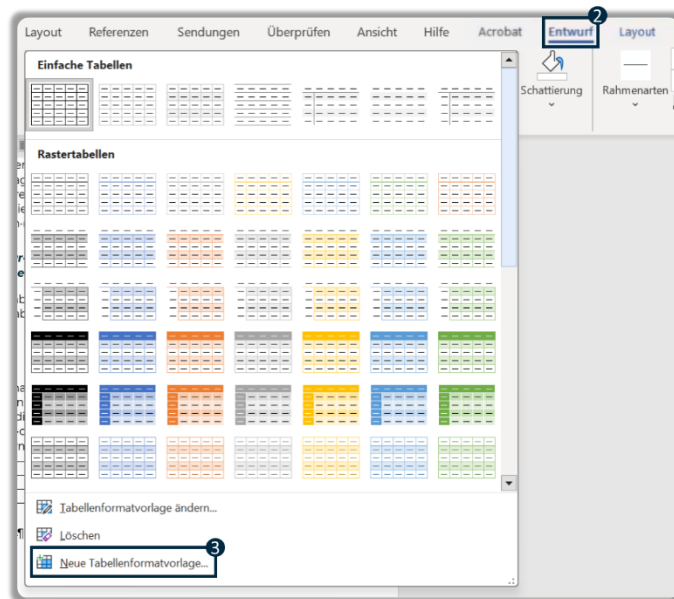 Layout Referenzen Sendungen Überprüfen Ansicht Hilfe Acrobat Entwurf Layout
2
Einfache Tabellen
Schattierung Rahmenarten
Rastertabellen
Tabellenformatvorlage ändern...
Löschen
Neue Tabellenformatvorlage...
3